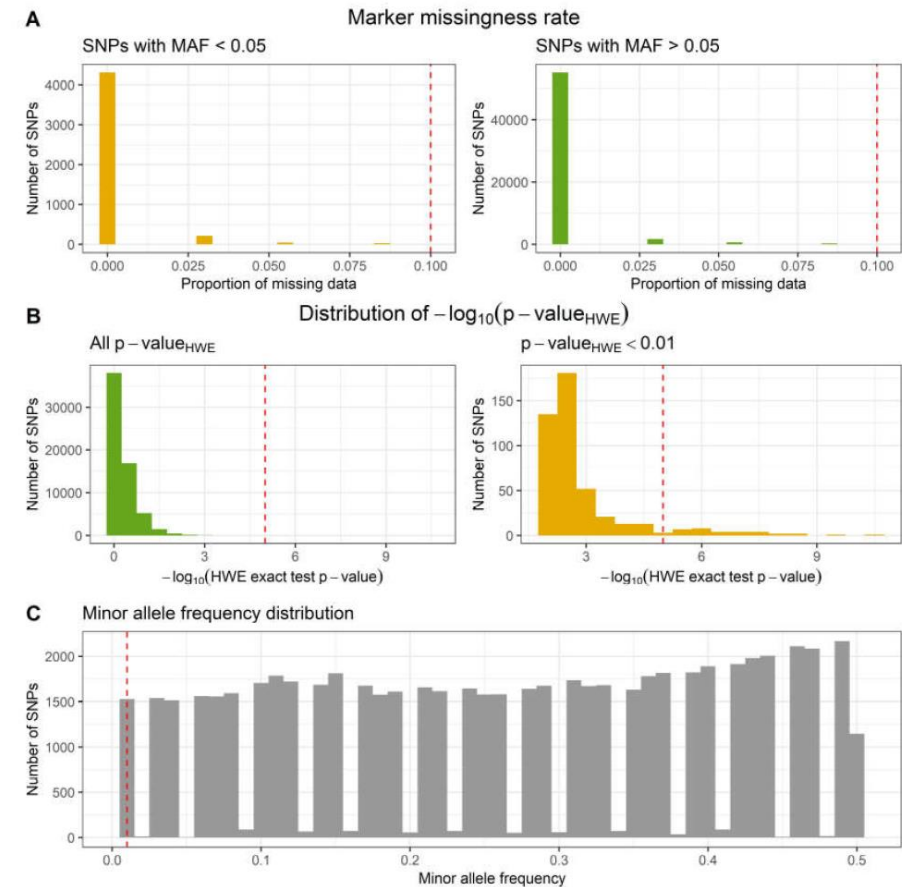 A
Marker missingness rate
SNPs with MAF < 0.05
SNPs with MAF > 0.05
Number of SNPs
4000
3000
2000
1000
0
0.000 0.025 0.050 0.075 0.100
Proportion of missing data
Number of SNPs
40000
20000
0
0.000 0.025 0.050 0.075 0.100
Proportion of missing data
B
Distribution of −log10(p − valueHWE)
All p − valueHWE
p − valueHWE < 0.01
Number of SNPs
30000
20000
10000
0
0 3 6 9
−log10(HWE exact test p − value)
Number of SNPs
150
100
50
0
3 6 9
−log10(HWE exact test p − value)
C
Minor allele frequency distribution
Number of SNPs
2000
1500
1000
500
0
0.0 0.1 0.2 0.3 0.4 0.5
Minor allele frequency